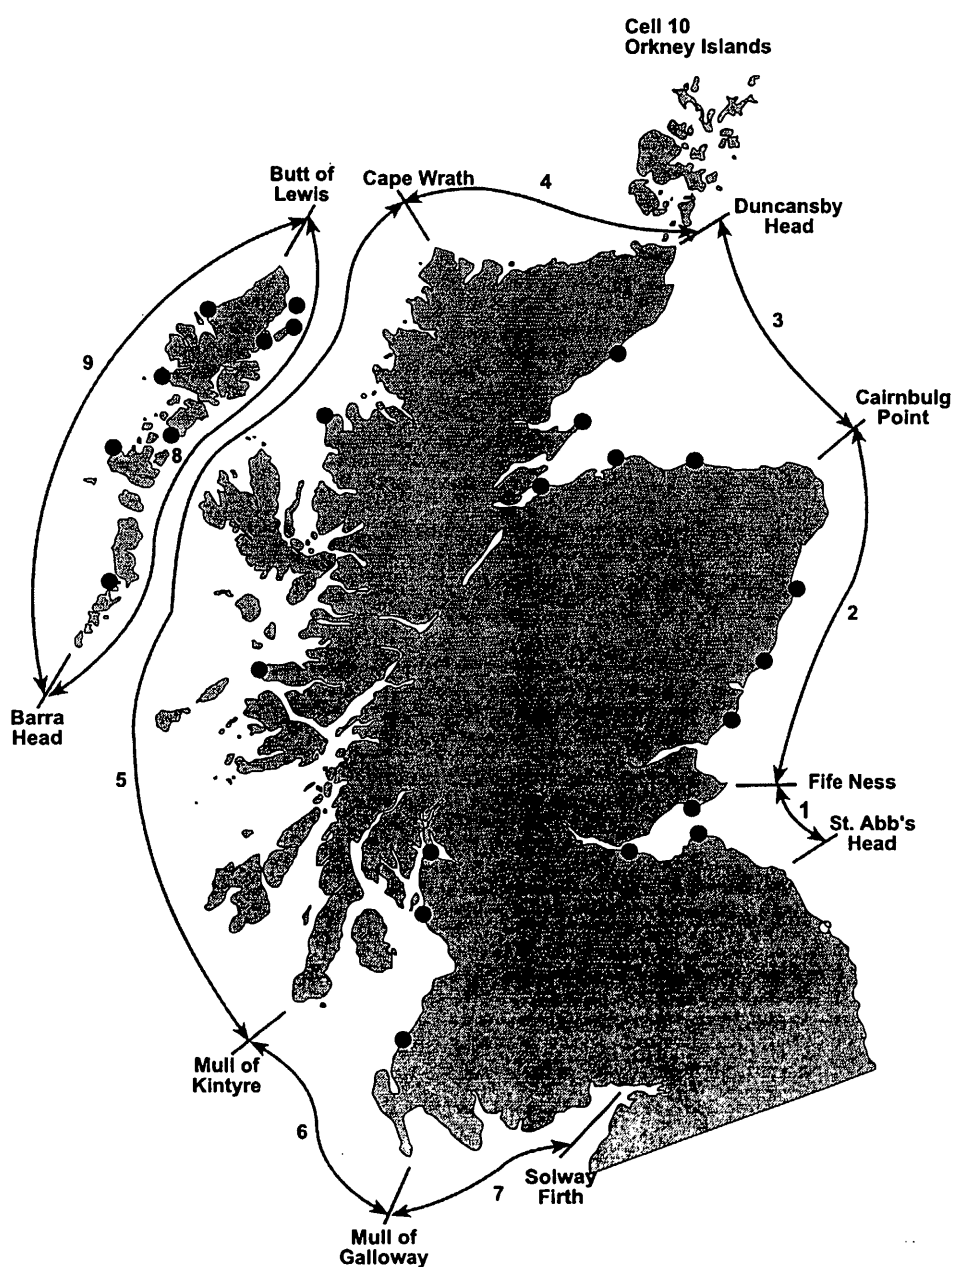 Cell 10
Orkney Islands
Butt of
Lewis
Cape Wrath
4
Duncansby
Head
3
9
Cairnbulg
Point
8
2
Barra
Head
5
Fife Ness
1
St. Abb's
Head
Mull of
Kintyre
6
Solway
Firth
7
Mull of
Galloway